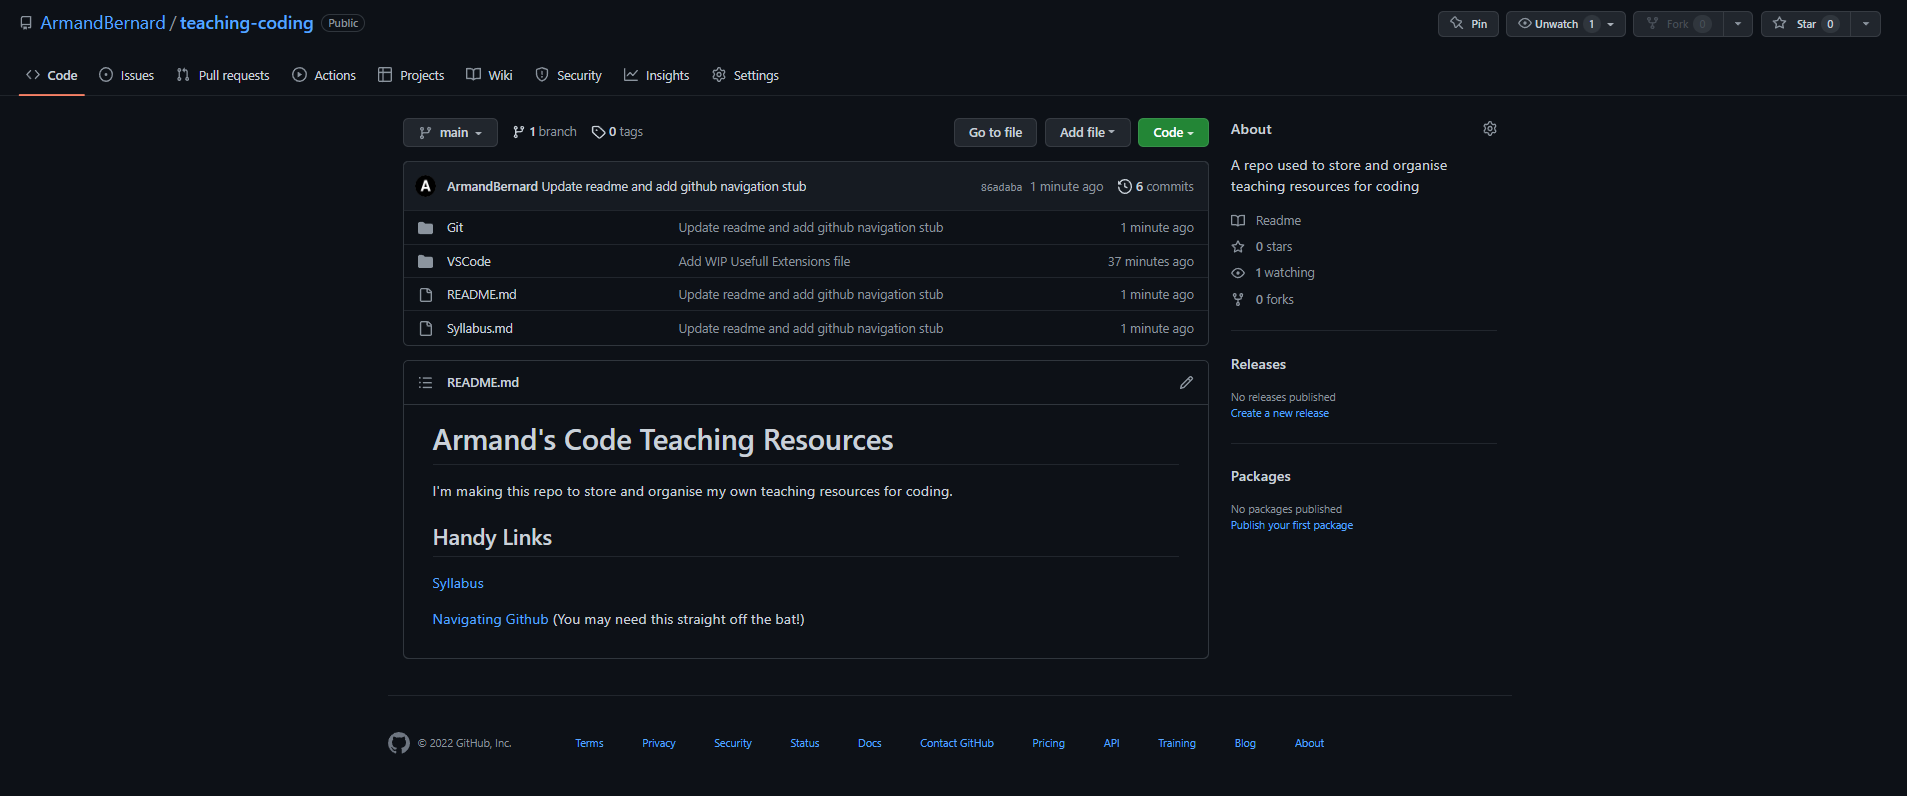 ArmandBernard / teaching-coding Public
Pin Unwatch 1 Fork 0 Star 0
Code Issues Pull requests Actions Projects Wiki Security Insights Settings
main 1 branch 0 tags Go to file Add file Code
A ArmandBernard Update readme and add github navigation stub 86adaba 1 minute ago 6 commits
Git Update readme and add github navigation stub 1 minute ago
VSCode Add WIP Usefull Extensions file 37 minutes ago
README.md Update readme and add github navigation stub 1 minute ago
Syllabus.md Update readme and add github navigation stub 1 minute ago
README.md
Armand's Code Teaching Resources
I'm making this repo to store and organise my own teaching resources for coding.
Handy Links
Syllabus
Navigating Github (You may need this straight off the bat!)
About
A repo used to store and organise
teaching resources for coding
Readme
0 stars
1 watching
0 forks
Releases
No releases published
Create a new release
Packages
No packages published
Publish your first package
© 2022 GitHub, Inc. Terms Privacy Security Status Docs Contact GitHub Pricing API Training Blog About